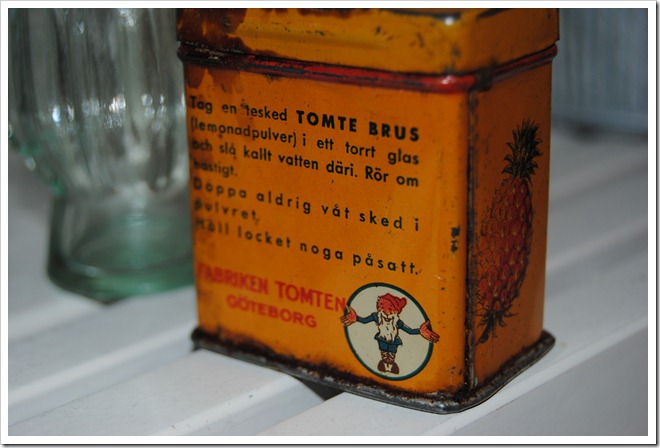 Tag en tesked TOMTE BRUS
(lemonadpulver) i ett torrt glas
och slå kallt vatten däri. Rör om
hastigt.
Doppa aldrig våt sked i
pulvret.
Håll locket noga påsatt.
FABRIKEN TOMTEN
GÖTEBORG